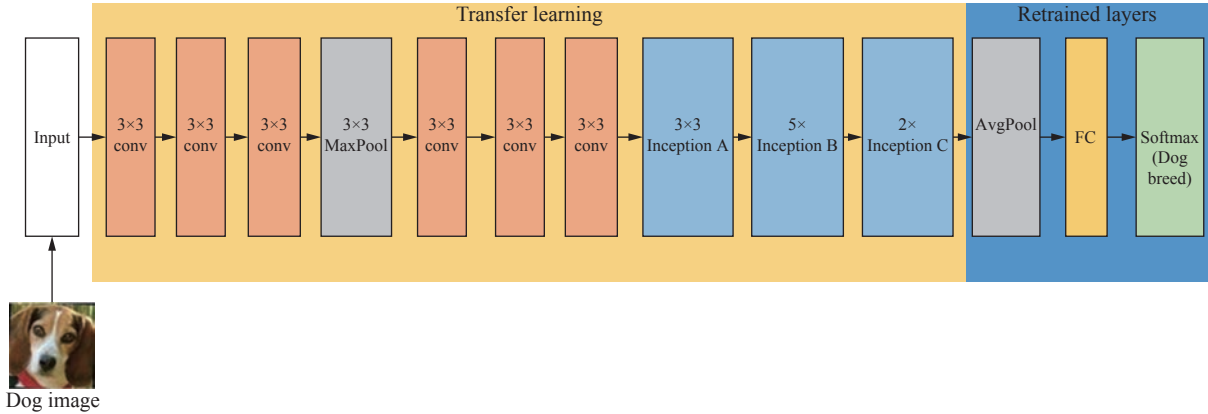 Transfer learning
Retrained layers
Input
3×3
conv
3×3
conv
3×3
conv
3×3
MaxPool
3×3
conv
3×3
conv
3×3
conv
3×3
Inception A
5×
Inception B
2×
Inception C
AvgPool
FC
Softmax
(Dog
breed)
Dog image